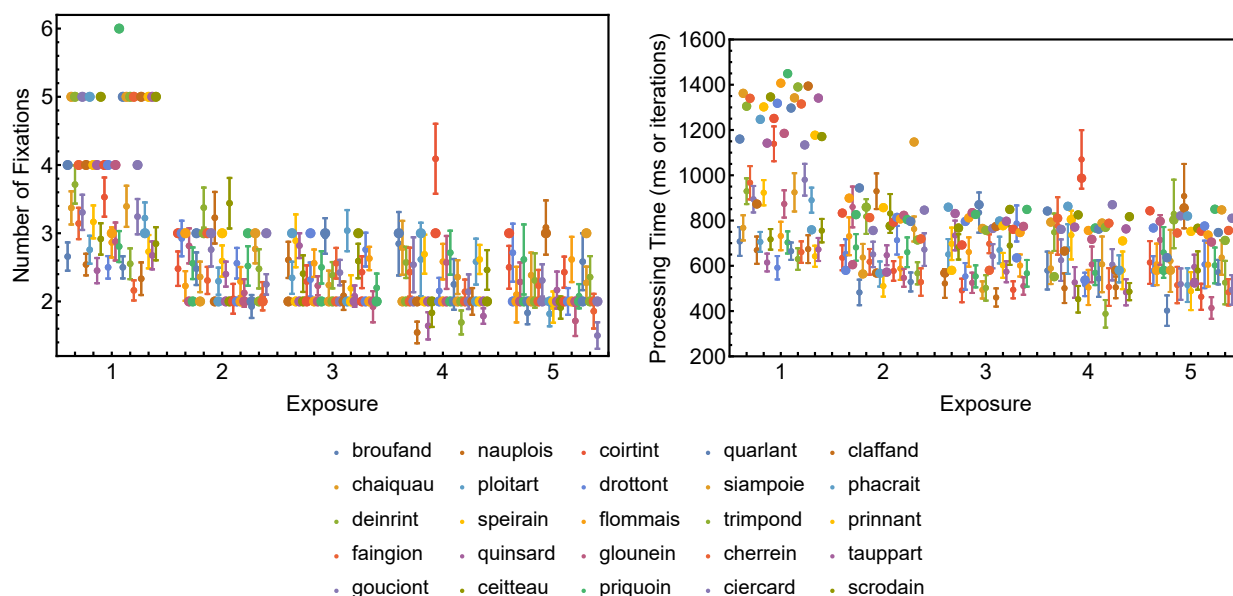 6
5
4
3
2
Number of Fixations
1 2 3 4 5
Exposure
1600
1400
1200
1000
800
600
400
200
Processing Time (ms or iterations)
1 2 3 4 5
Exposure
broufand nauplois coirtint quarlant claffand
chaiquau ploitart drottont siampoie phacrait
deinrint speirain flommais trimpond prinnant
faingion quinsard glounein cherrein tauppart
gouciont ceitteau priquoin ciercard scrodain